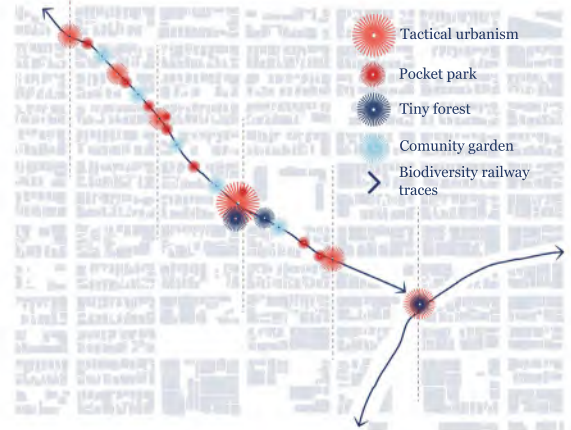 Tactical urbanism
Pocket park
Tiny forest
Comunity garden
Biodiversity railway
traces